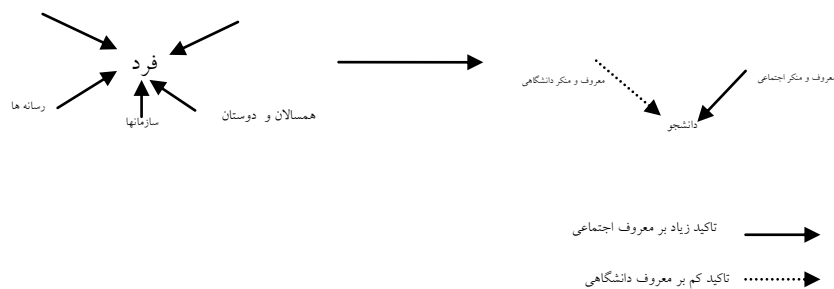 فرد
رسانه ها
سازمانها
همسالان و دوستان
معروف و منکر دانشگاهی
معروف و منکر اجتماعی
دانشجو
تاکید زیاد بر معروف اجتماعی
تاکید کم بر معروف دانشگاهی